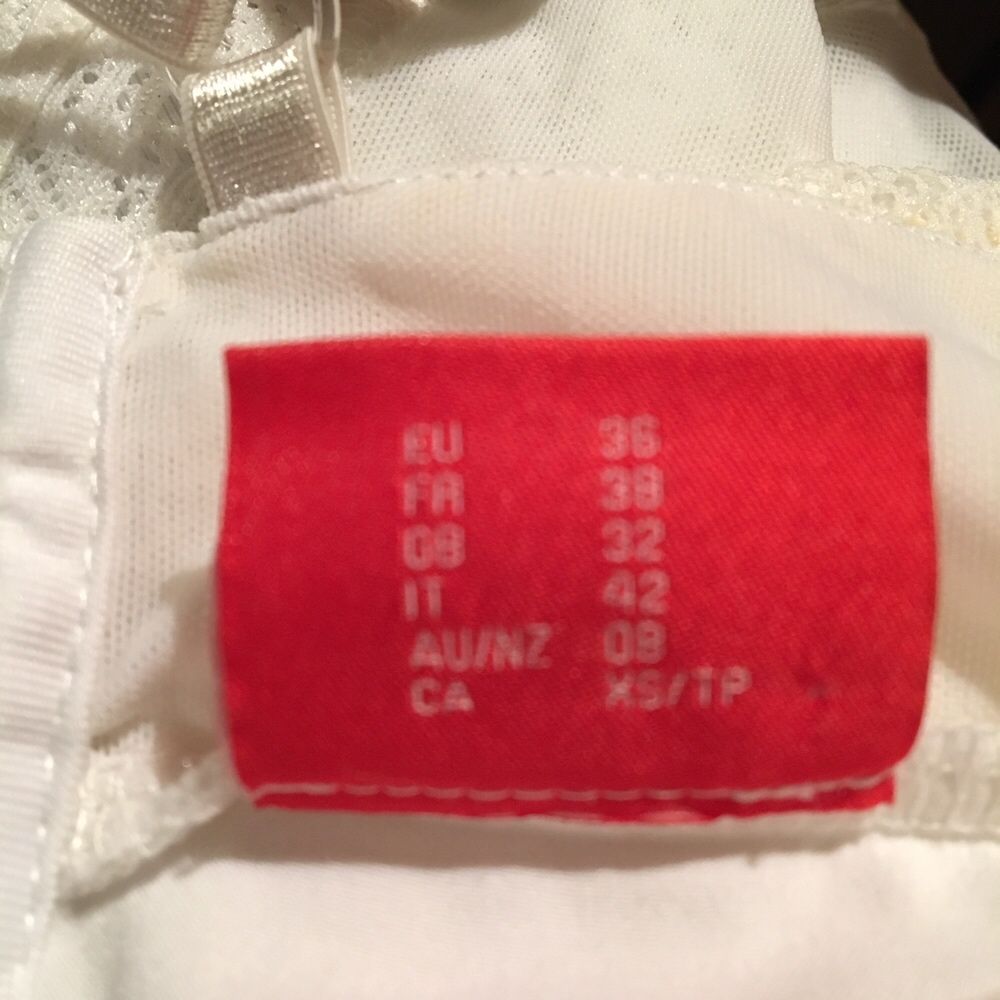 EU 36
FR 38
GB 32
IT 42
AU/NZ 08
CA XS/TP